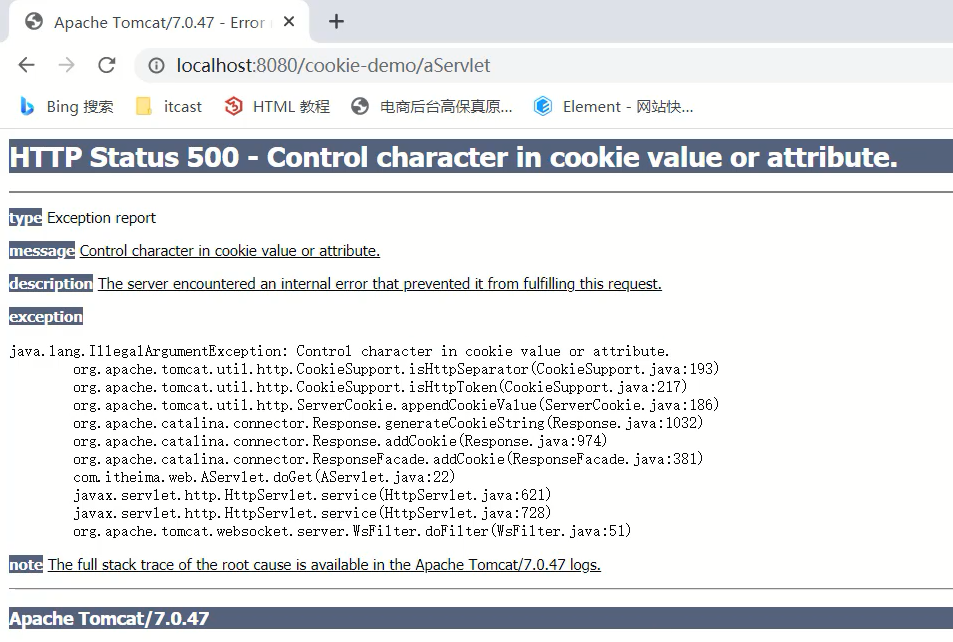 Apache Tomcat/7.0.47 - Error
localhost:8080/cookie-demo/aServlet
Bing 搜索 itcast HTML 教程 电商后台高保真原... Element - 网站快...
HTTP Status 500 - Control character in cookie value or attribute.
type Exception report
message Control character in cookie value or attribute.
description The server encountered an internal error that prevented it from fulfilling this request.
exception
java.lang.IllegalArgumentException: Control character in cookie value or attribute.
org.apache.tomcat.util.http.CookieSupport.isHttpSeparator(CookieSupport.java:193)
org.apache.tomcat.util.http.CookieSupport.isHttpToken(CookieSupport.java:217)
org.apache.tomcat.util.http.ServerCookie.appendCookieValue(ServerCookie.java:186)
org.apache.catalina.connector.Response.generateCookieString(Response.java:1032)
org.apache.catalina.connector.Response.addCookie(Response.java:974)
org.apache.catalina.connector.ResponseFacade.addCookie(ResponseFacade.java:381)
com.itheima.web.AServlet.doGet(AServlet.java:22)
javax.servlet.http.HttpServlet.service(HttpServlet.java:621)
javax.servlet.http.HttpServlet.service(HttpServlet.java:728)
org.apache.tomcat.websocket.server.WsFilter.doFilter(WsFilter.java:51)
note The full stack trace of the root cause is available in the Apache Tomcat/7.0.47 logs.
Apache Tomcat/7.0.47